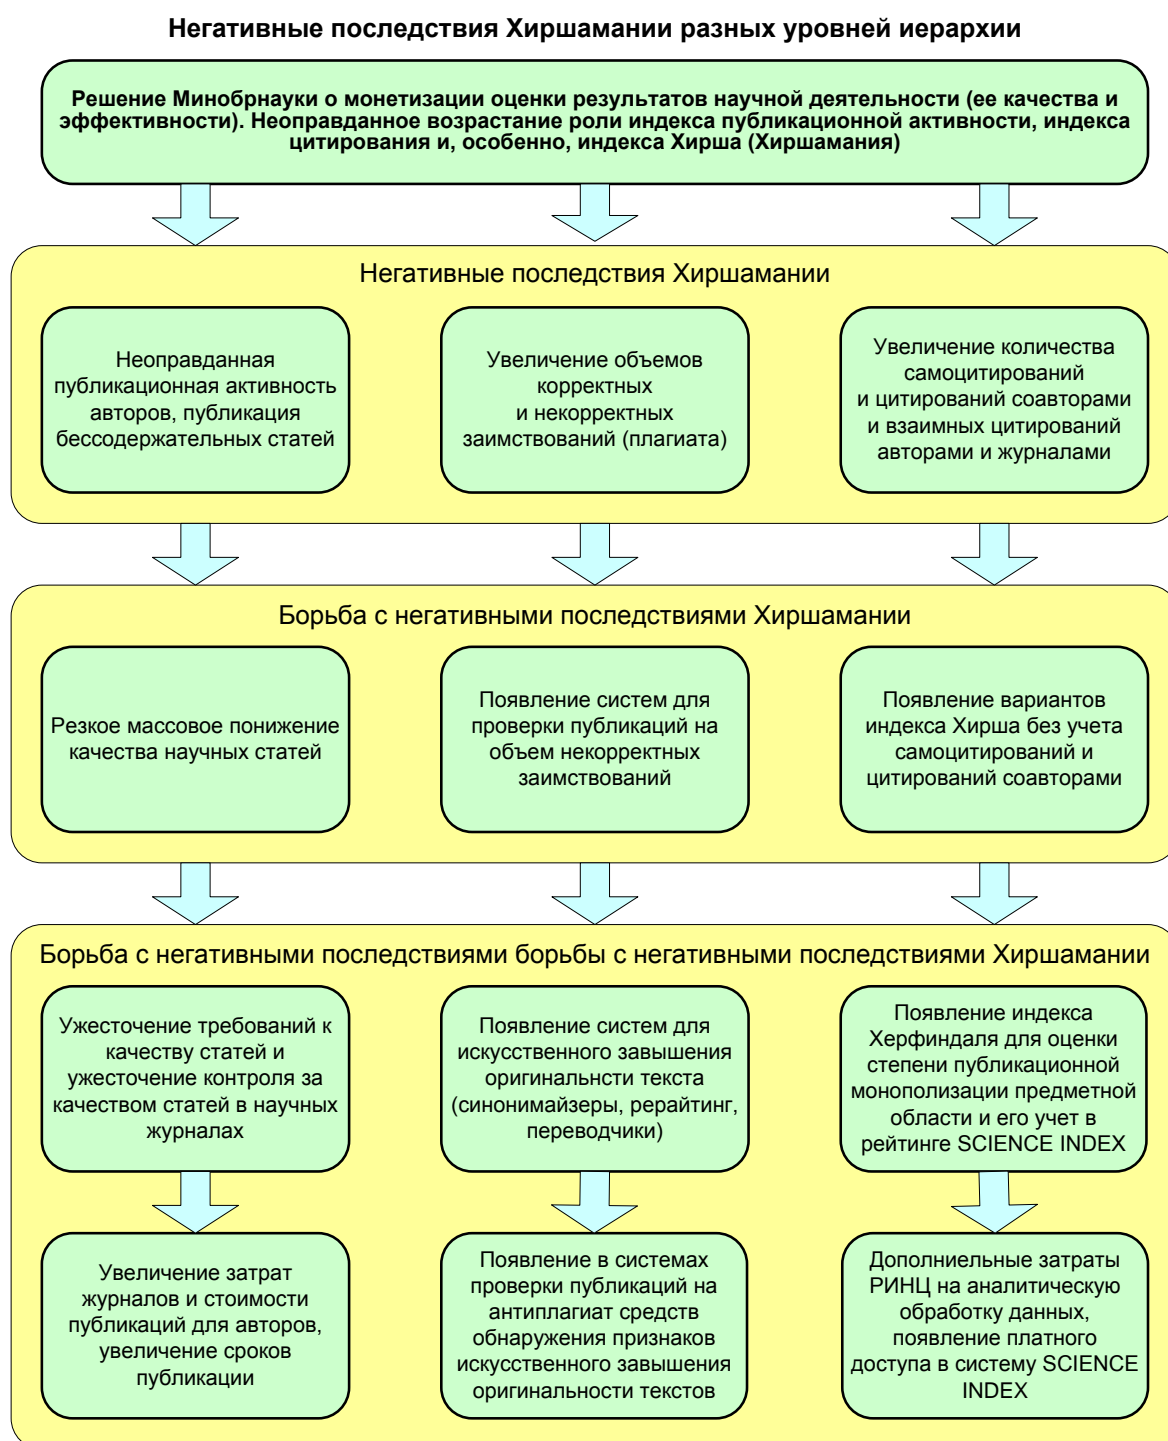 Негативные последствия Хиршамании разных уровней иерархии
Решение Минобрнауки о монетизации оценки результатов научной деятельности (ее качества и
эффективности). Неоправданное возрастание роли индекса публикационной активности, индекса
цитирования и, особенно, индекса Хирша (Хиршамания)
Негативные последствия Хиршамании
Неоправданная
публикационная активность
авторов, публикация
бессодержательных статей
Увеличение объемов
корректных
и некорректных
заимствований (плагиата)
Увеличение количества
самоцитирований
и цитирований соавторами
и взаимных цитирований
авторами и журналами
Борьба с негативными последствиями Хиршамании
Резкое массовое понижение
качества научных статей
Появление систем для
проверки публикаций на
объем некорректных
заимствований
Появление вариантов
индекса Хирша без учета
самоцитирований и
цитирований соавторами
Борьба с негативными последствиями борьбы с негативными последствиями Хиршамании
Ужесточение требований к
качеству статей и
ужесточение контроля за
качеством статей в научных
журналах
Появление систем для
искусственного завышения
оригинальнсти текста
(синонимайзеры, рерайтинг,
переводчики)
Появление индекса
Херфиндаля для оценки
степени публикационной
монополизации предметной
области и его учет в
рейтинге SCIENCE INDEX
Увеличение затрат
журналов и стоимости
публикаций для авторов,
увеличение сроков
публикации
Появление в системах
проверки публикаций на
антиплагиат средств
обнаружения признаков
искусственного завышения
оригинальности текстов
Дополниельные затраты
РИНЦ на аналитическую
обработку данных,
появление платного
доступа в систему SCIENCE
INDEX